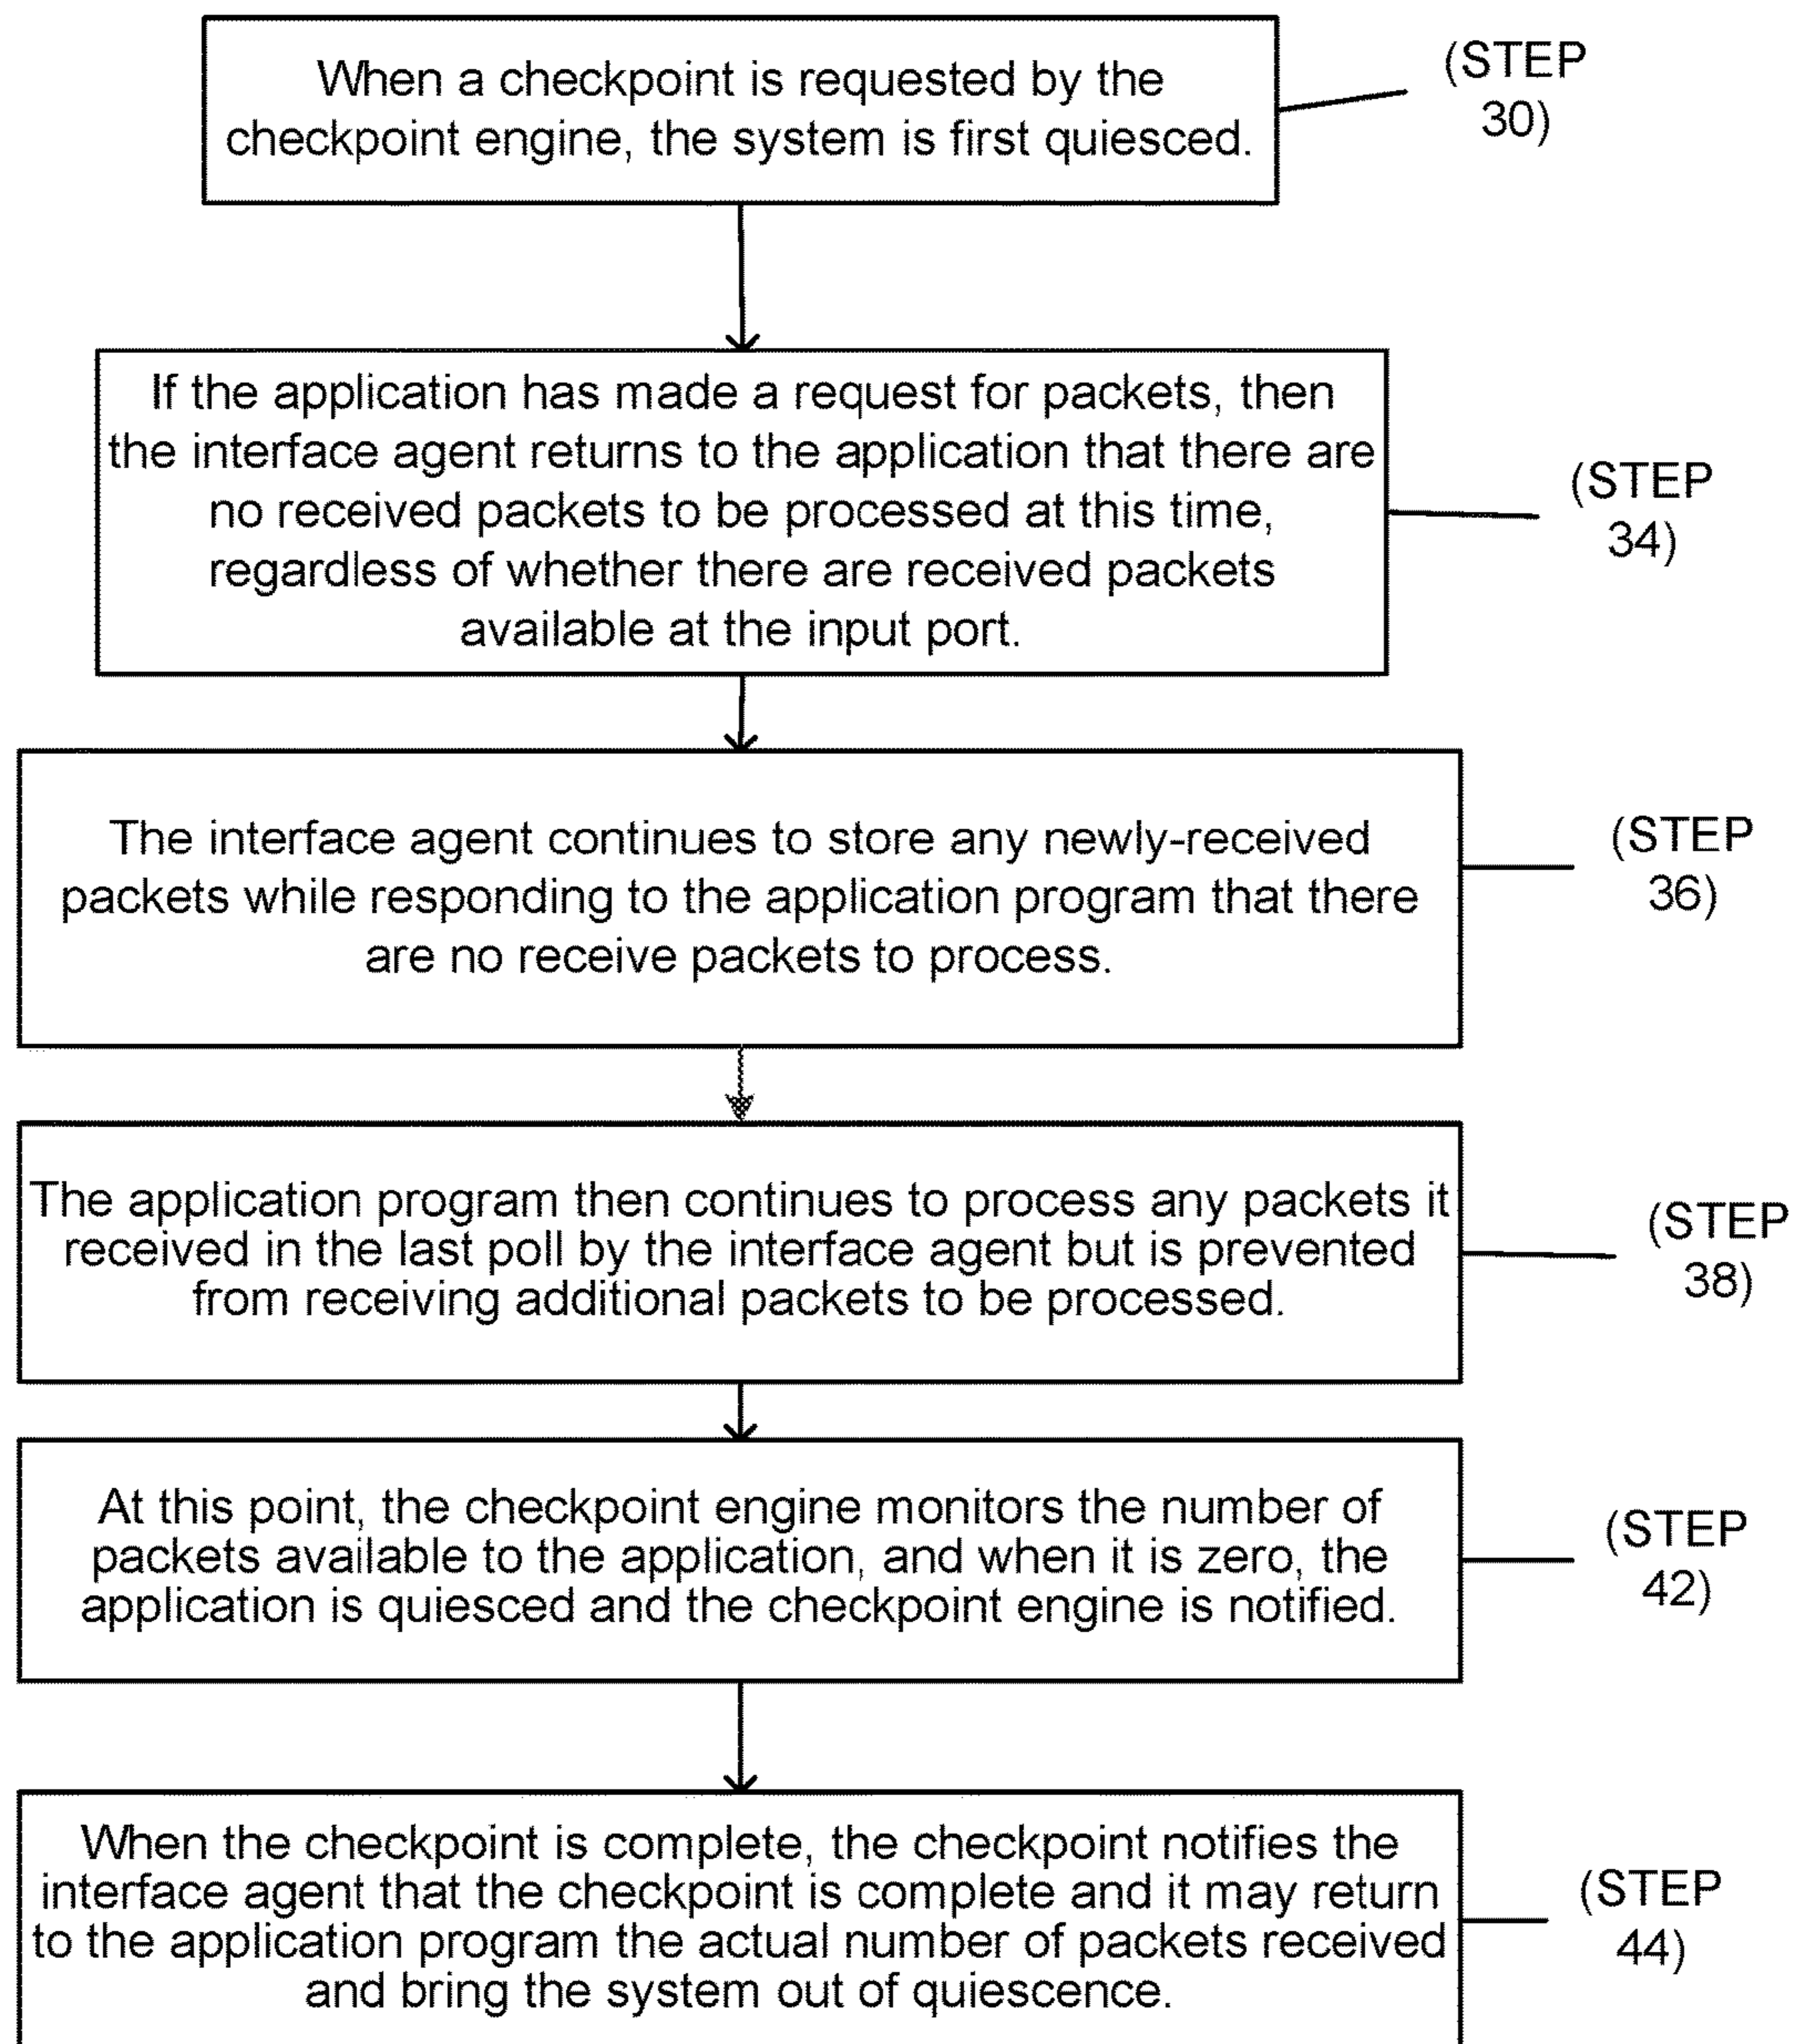 When a checkpoint is requested by the
checkpoint engine, the system is first quiesced.
(STEP
30)
If the application has made a request for packets, then
the interface agent returns to the application that there are
no received packets to be processed at this time,
regardless of whether there are received packets
available at the input port.
(STEP
34)
The interface agent continues to store any newly-received
packets while responding to the application program that there
are no receive packets to process.
(STEP
36)
The application program then continues to process any packets it
received in the last poll by the interface agent but is prevented
from receiving additional packets to be processed.
(STEP
38)
At this point, the checkpoint engine monitors the number of
packets available to the application, and when it is zero, the
application is quiesced and the checkpoint engine is notified.
(STEP
42)
When the checkpoint is complete, the checkpoint notifies the
interface agent that the checkpoint is complete and it may return
to the application program the actual number of packets received
and bring the system out of quiescence.
(STEP
44)